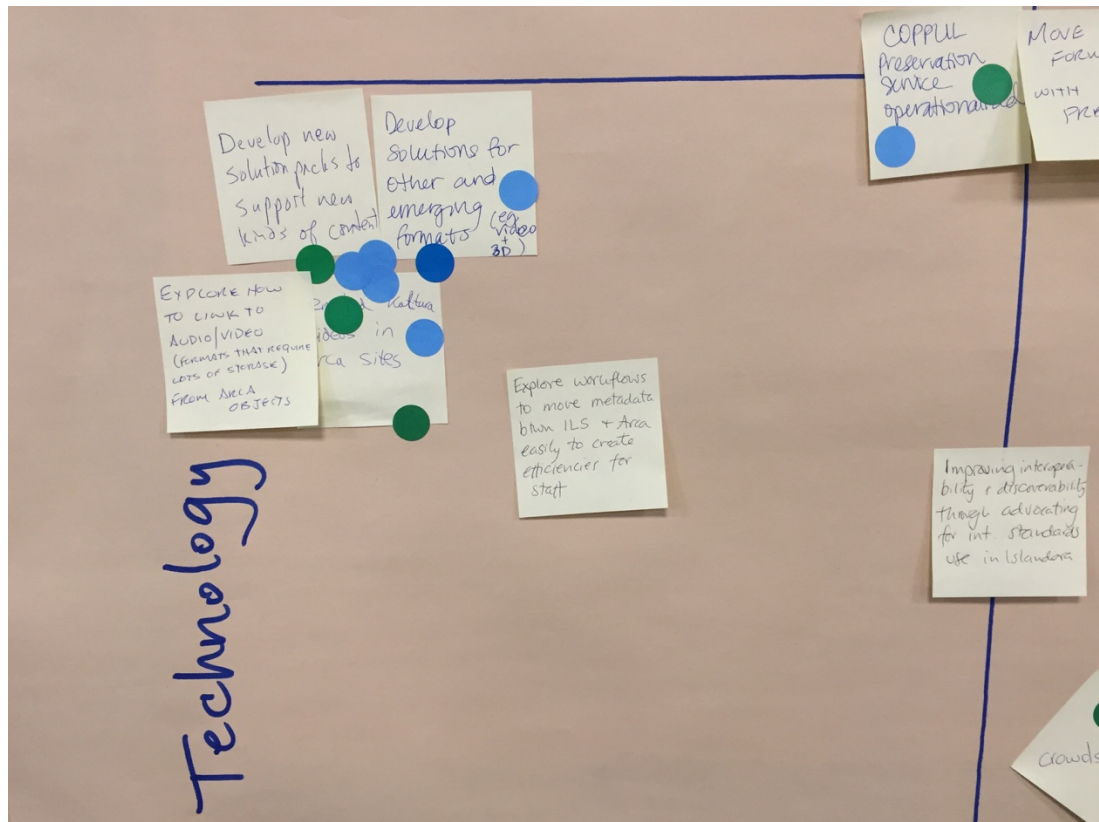 COPPUL
Preservation
Service
operationalized
MOVE
FORW
WITH
PRE
Develop new
solution packs to
support new
kinds of content
Develop
Solutions for
other and
emerging
formats (eg.
video
+
3D)
EXPLORE HOW
TO LINK TO
AUDIO/VIDEO
(FORMATS THAT REQUIRE
LOTS OF STORAGE)
FROM ARCA
OBJECTS
Kaltura
ideos in
rca sites
Explore workflows
to move metadata
btwn ILS + Arca
easily to create
efficiencies for
staff
Improving interopera-
bility & discoverability
through advocating
for int. standards
use in Islandora
Technology
crowds